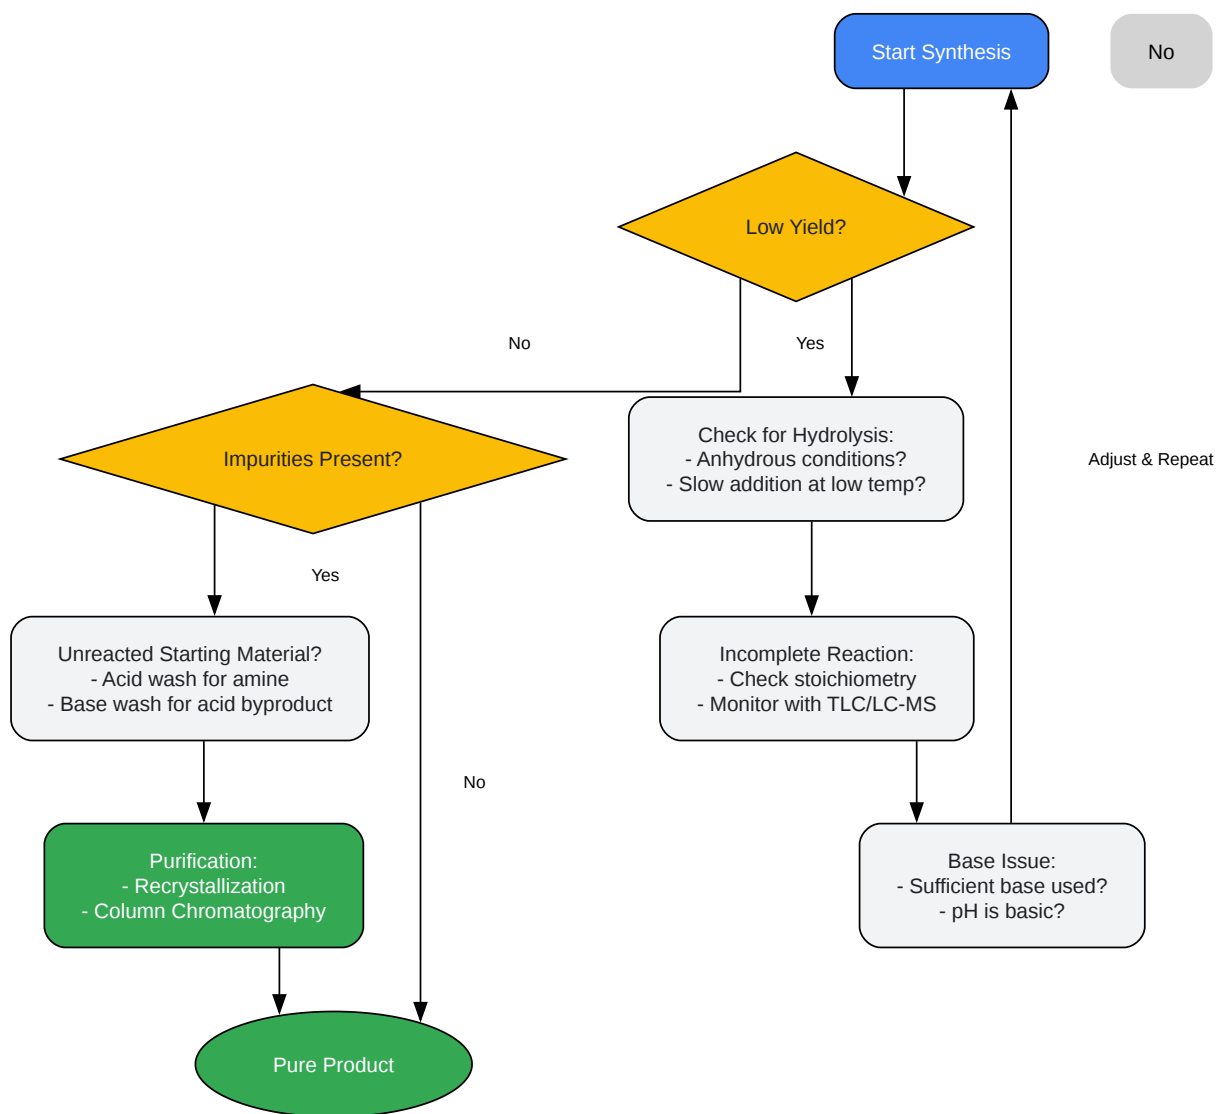 Start Synthesis
No
Low Yield?
No
Yes
Impurities Present?
Check for Hydrolysis:
- Anhydrous conditions?
- Slow addition at low temp?
Adjust & Repeat
Yes
Unreacted Starting Material?
- Acid wash for amine
- Base wash for acid byproduct
Incomplete Reaction:
- Check stoichiometry
- Monitor with TLC/LC-MS
No
Purification:
- Recrystallization
- Column Chromatography
Base Issue:
- Sufficient base used?
- pH is basic?
Pure Product